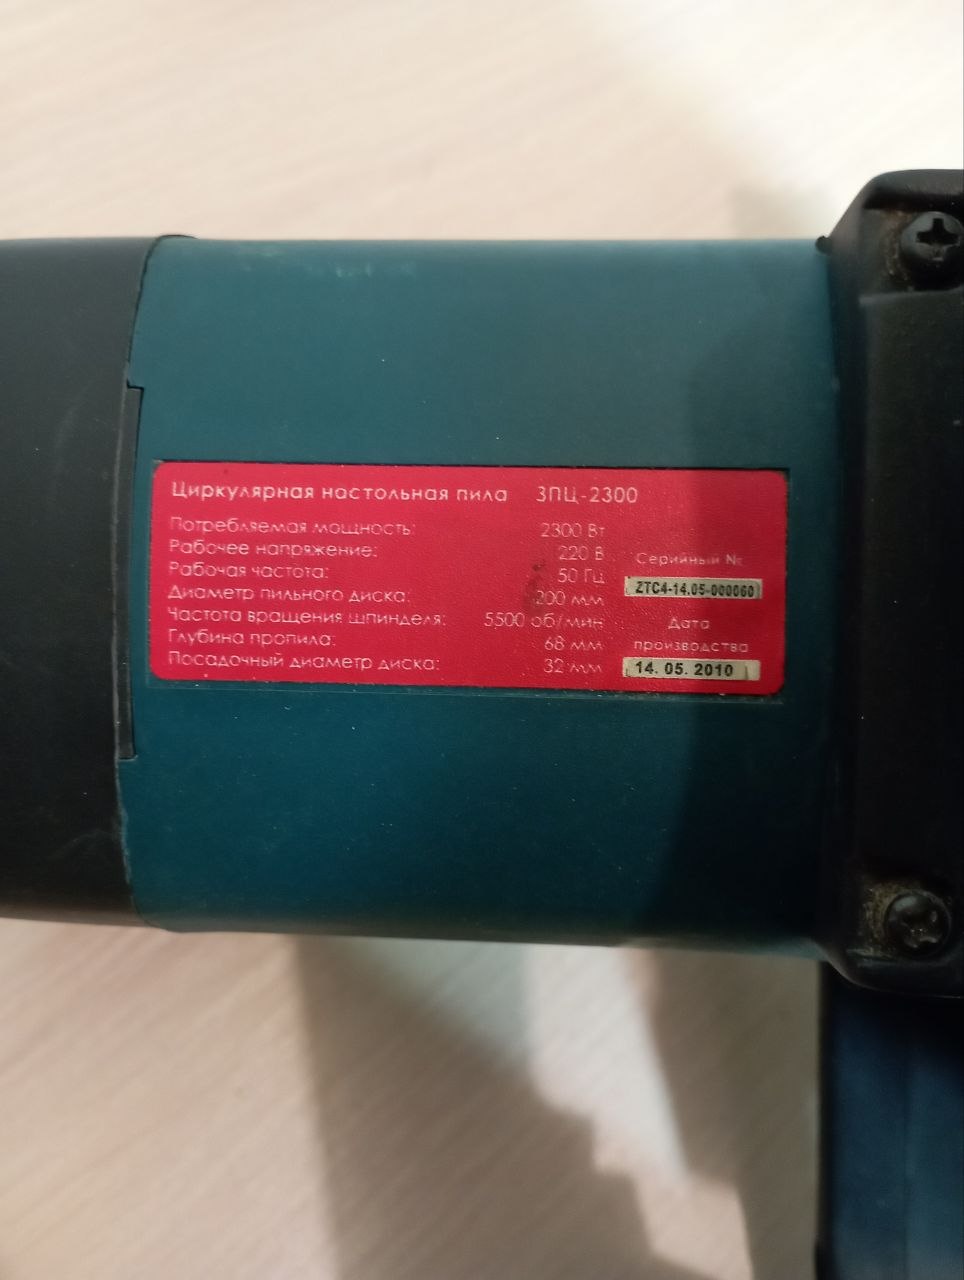 Циркулярная настольная пила ЗПЦ-2300
Потребляемая мощность: 2300 Вт
Рабочее напряжение: 220 В
Рабочая частота: 50 Гц
Диаметр пильного диска: 200 мм
Частота вращения шпинделя: 5500 об/мин
Глубина пропила: 68 мм
Посадочный диаметр диска: 32 мм
Серийный №
ZTC4-14.05-000060
Дата
производства
14. 05. 2010